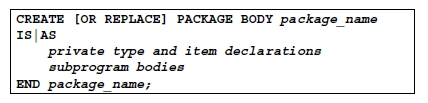 CREATE [OR REPLACE] PACKAGE BODY package_name
IS|AS
private type and item declarations
subprogram bodies
END package_name;